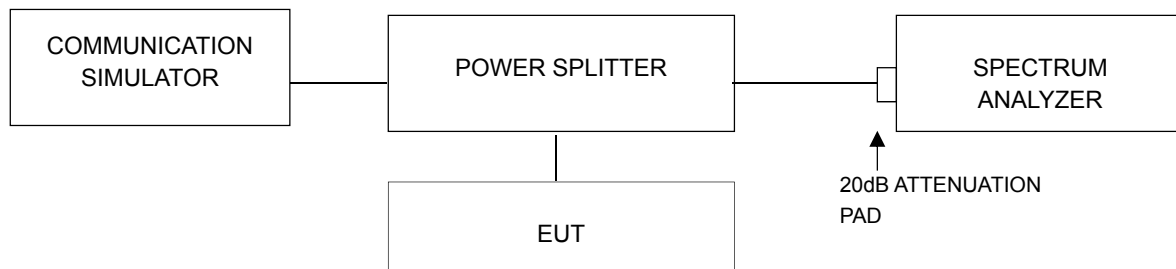 COMMUNICATION
SIMULATOR
POWER SPLITTER
SPECTRUM
ANALYZER
20dB ATTENUATION
PAD
EUT